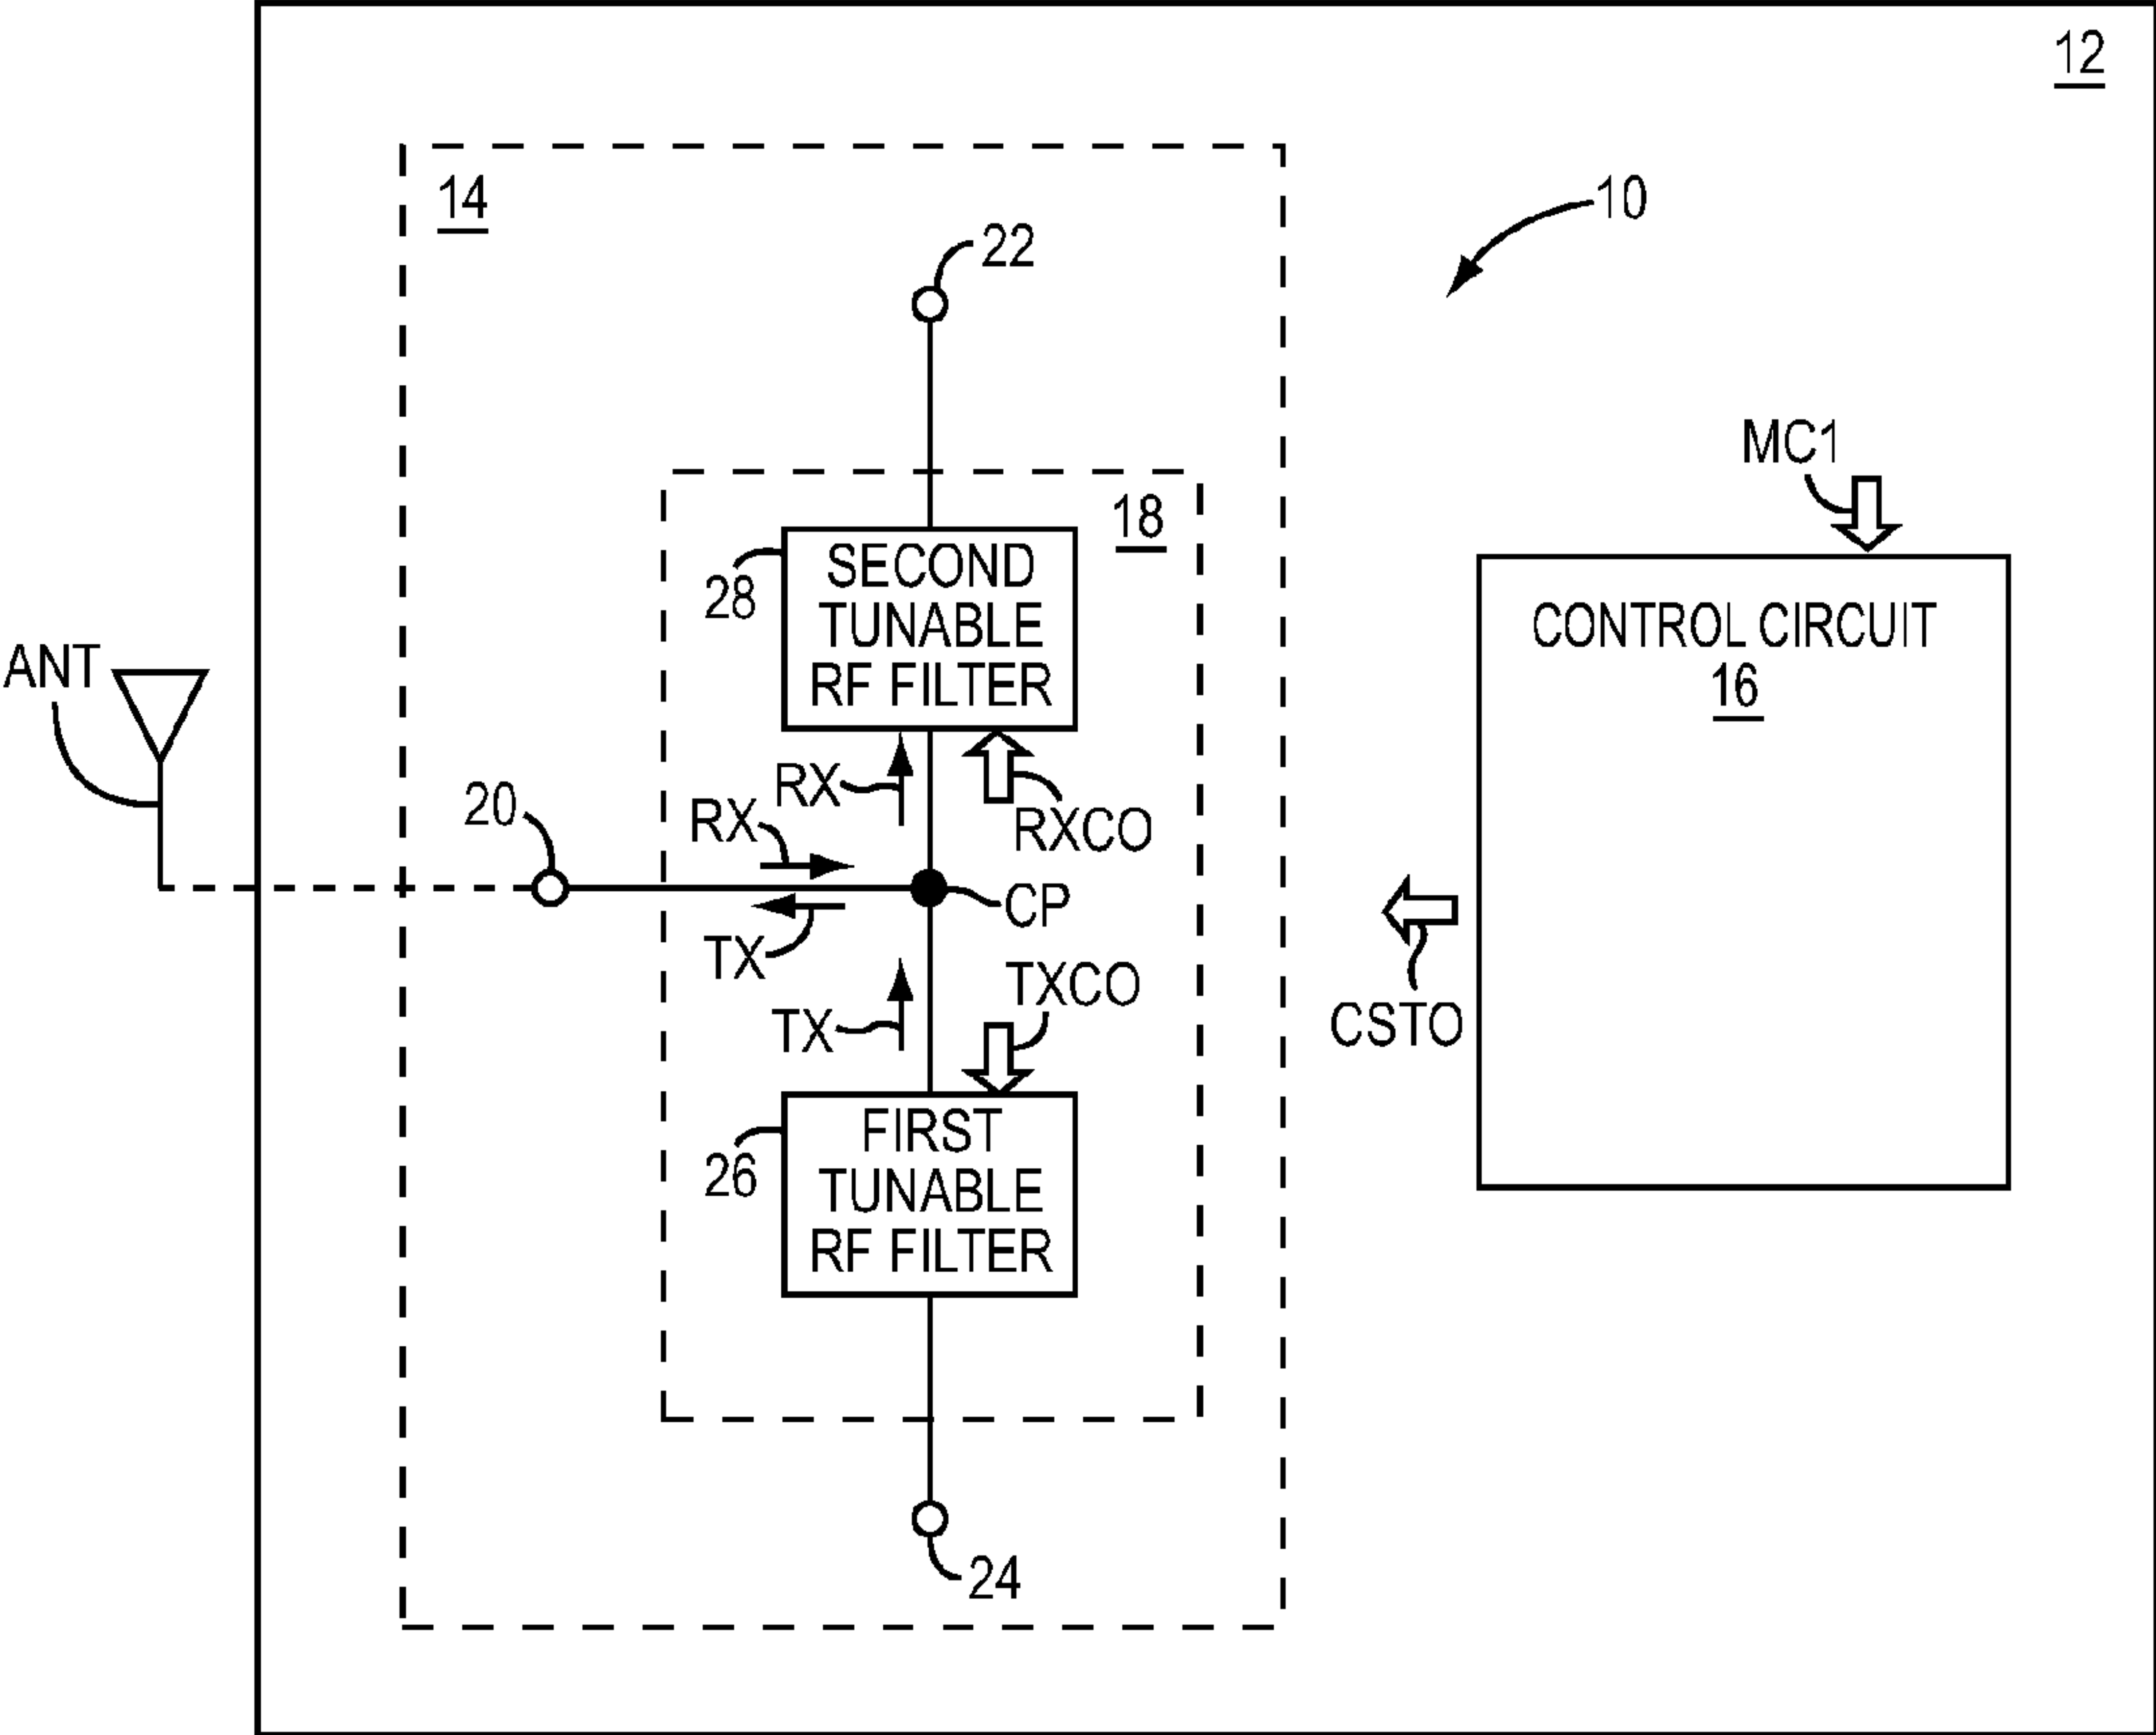 12
14
10
22
MC1
18
SECOND
TUNABLE
RF FILTER
28
CONTROL CIRCUIT
16
ANT
20
RX
RX
RXCO
CP
TX
TXCO
TX
CSTO
FIRST
TUNABLE
RF FILTER
26
24